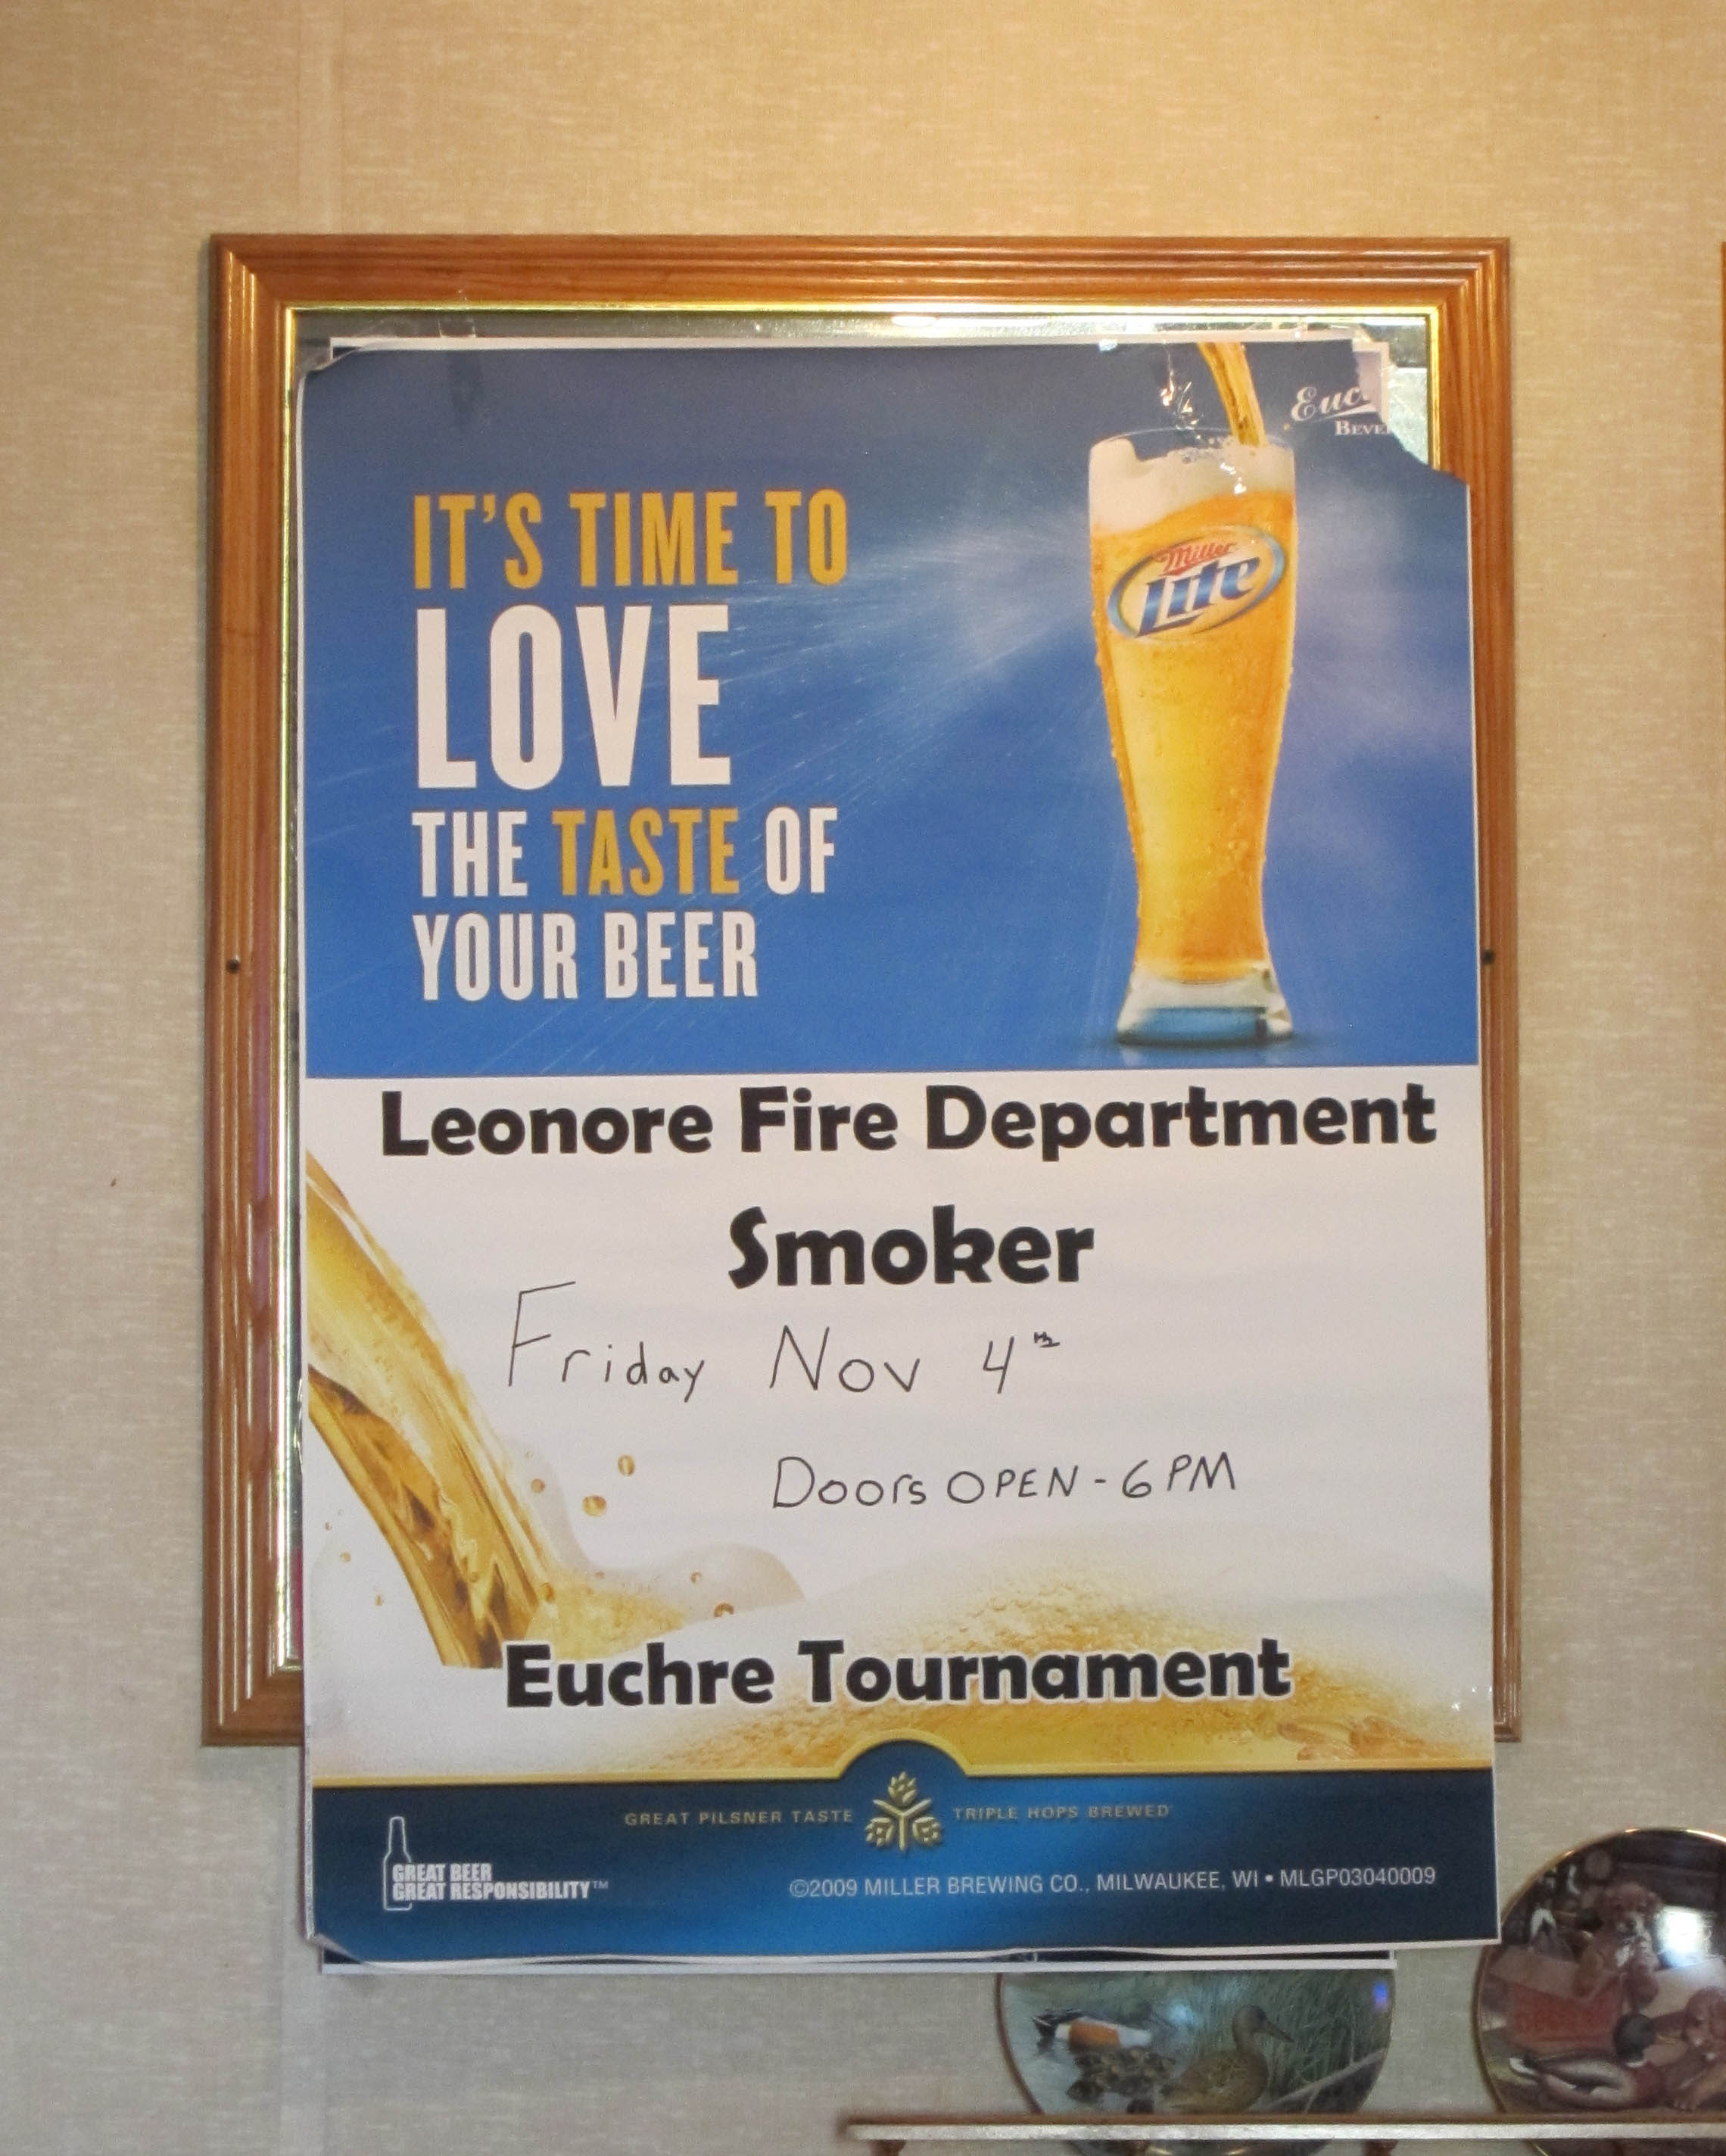 IT'S TIME TO
LOVE
THE TASTE OF
YOUR BEER
Miller
Lite
Leonore Fire Department
Smoker
Friday Nov 4th
Doors OPEN - 6 PM
Euchre Tournament
GREAT PILSNER TASTE TRIPLE HOPS BREWED
GREAT BEER
GREAT RESPONSIBILITY™
©2009 MILLER BREWING CO., MILWAUKEE, WI • MLGP03040009